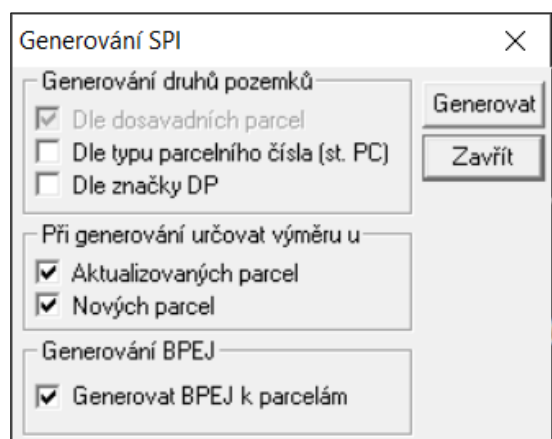 Generování SPI
Generování druhů pozemků
Dle dosavadních parcel
Dle typu parcelního čísla (st. PC)
Dle značky DP
Generovat
Zavřít
Při generování určovat výměru u
Aktualizovaných parcel
Nových parcel
Generování BPEJ
Generovat BPEJ k parcelám